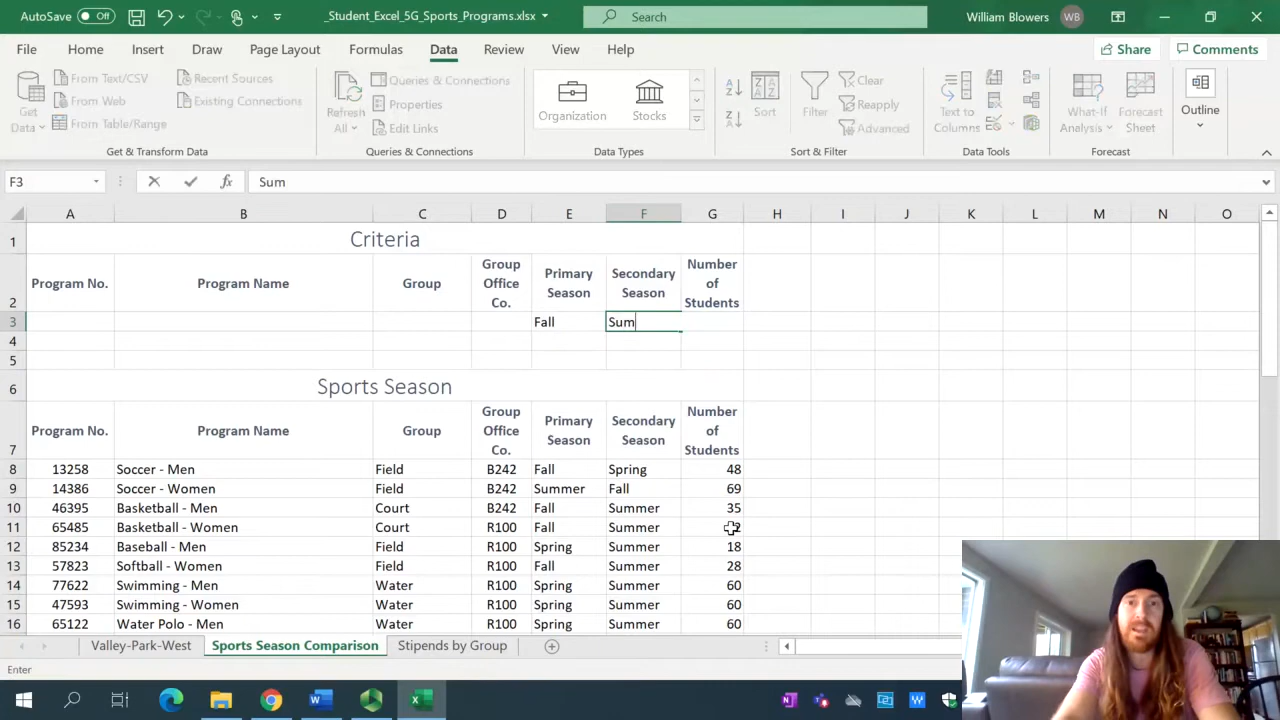 AutoSave Off _Student_Excel_5G_Sports_Programs.xlsx Search William Blowers WB
File Home Insert Draw Page Layout Formulas Data Review View Help Share Comments
From Text/CSV Recent Sources Queries & Connections Clear
Get Data From Web Existing Connections Refresh All Properties Organization Stocks Sort Filter Reapply Text to Columns What-If Analysis Forecast Sheet Outline
From Table/Range Edit Links Advanced
Get & Transform Data Queries & Connections Data Types Sort & Filter Data Tools Forecast
F3 fx Sum
A B C D E F G H I J K L M N O
1 Criteria
2 Program No. Program Name Group Group Office Co. Primary Season Secondary Season Number of Students
3 Fall Sum
4
5
6 Sports Season
7 Program No. Program Name Group Group Office Co. Primary Season Secondary Season Number of Students
8 13258 Soccer - Men Field B242 Fall Spring 48
9 14386 Soccer - Women Field B242 Summer Fall 69
10 46395 Basketball - Men Court B242 Fall Summer 35
11 65485 Basketball - Women Court R100 Fall Summer
12 85234 Baseball - Men Field R100 Spring Summer 18
13 57823 Softball - Women Field R100 Fall Summer 28
14 77622 Swimming - Men Water R100 Spring Summer 60
15 47593 Swimming - Women Water R100 Spring Summer 60
16 65122 Water Polo - Men Water R100 Spring Summer 60
Valley-Park-West Sports Season Comparison Stipends by Group
Enter